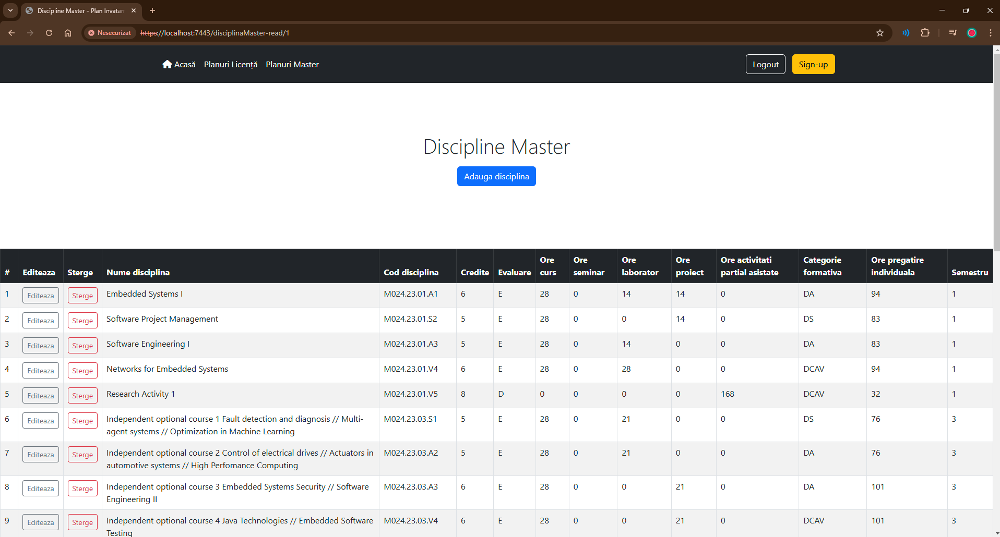 Discipline Master - Plan Invatan
Nesecurizat https://localhost:7443/disciplinaMaster-read/1
Acasă Planuri Licență Planuri Master Logout Sign-up
Discipline Master
Adauga disciplina
# Editeaza Sterge Nume disciplina Cod disciplina Credite Evaluare Ore curs Ore seminar Ore laborator Ore proiect Ore activitati partial asistate Categorie formativa Ore pregatire individuala Semestru
1 Editeaza Sterge Embedded Systems I M024.23.01.A1 6 E 28 0 14 14 0 DA 94 1
2 Editeaza Sterge Software Project Management M024.23.01.S2 5 E 28 0 0 14 0 DS 83 1
3 Editeaza Sterge Software Engineering I M024.23.01.A3 5 E 28 0 14 0 0 DA 83 1
4 Editeaza Sterge Networks for Embedded Systems M024.23.01.V4 6 E 28 0 28 0 0 DCAV 94 1
5 Editeaza Sterge Research Activity 1 M024.23.01.V5 8 D 0 0 0 0 168 DCAV 32 1
6 Editeaza Sterge Independent optional course 1 Fault detection and diagnosis // Multi- M024.23.03.S1 5 E 28 0 21 0 0 DS 76 3
agent systems // Optimization in Machine Learning
7 Editeaza Sterge Independent optional course 2 Control of electrical drives // Actuators in M024.23.03.A2 5 E 28 0 21 0 0 DA 76 3
automotive systems // High Perfomance Computing
8 Editeaza Sterge Independent optional course 3 Embedded Systems Security // Software M024.23.03.A3 6 E 28 0 0 21 0 DA 101 3
Engineering II
9 Editeaza Sterge Independent optional course 4 Java Technologies // Embedded Software M024.23.03.V4 6 E 28 0 0 21 0 DCAV 101 3
Testing